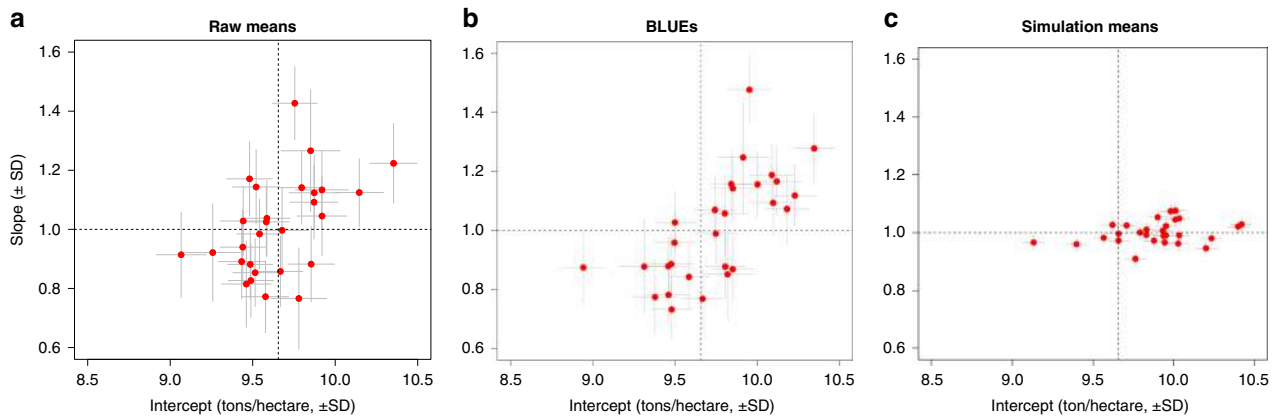 a
Raw means
1.6
1.4
1.2
1.0
0.8
0.6
Slope (± SD)
8.5 9.0 9.5 10.0 10.5
Intercept (tons/hectare, ±SD)
b
BLUEs
1.6
1.4
1.2
1.0
0.8
0.6
8.5 9.0 9.5 10.0 10.5
Intercept (tons/hectare, ±SD)
c
Simulation means
1.6
1.4
1.2
1.0
0.8
0.6
8.5 9.0 9.5 10.0 10.5
Intercept (ton/hectare, ±SD)